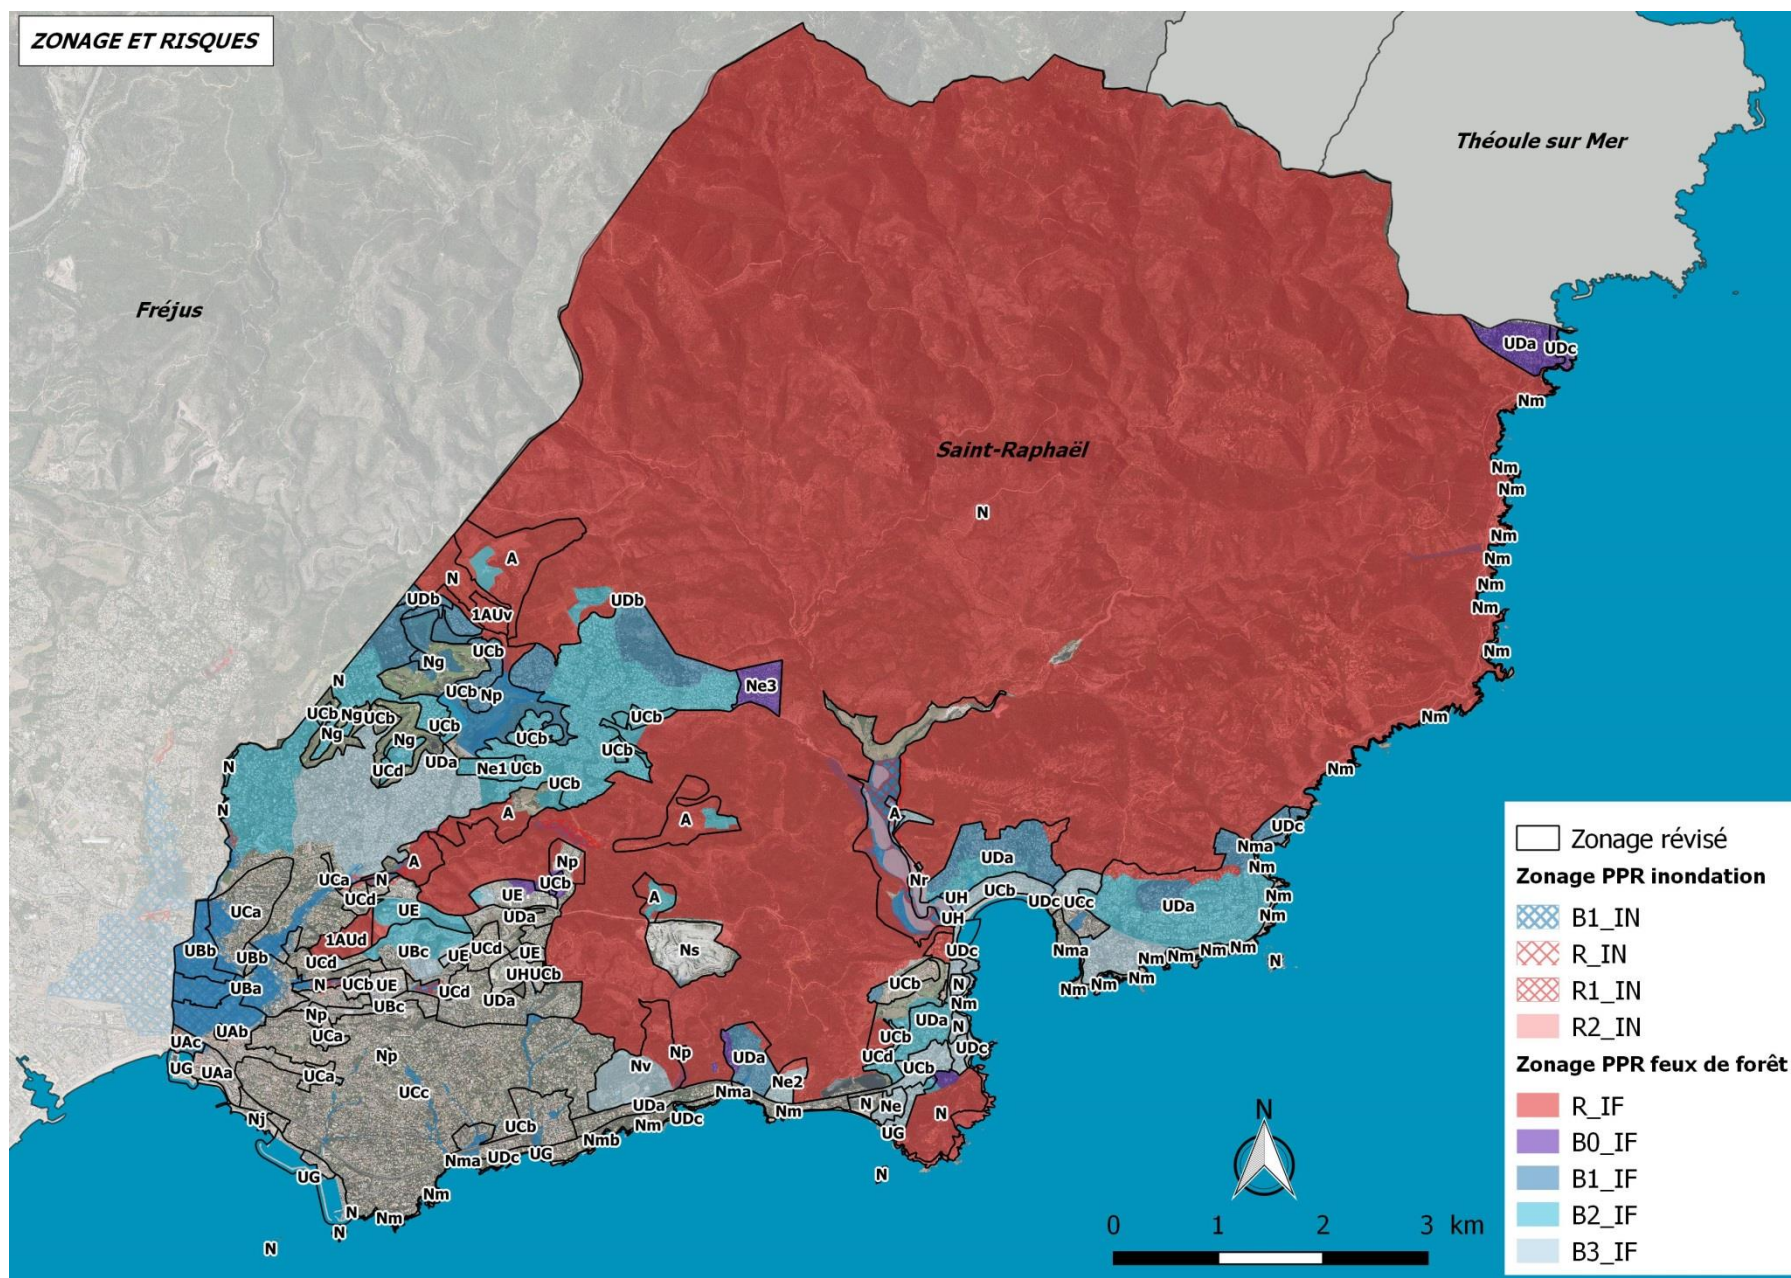 ZONAGE ET RISQUES
Théoule sur Mer
Fréjus
UDa
UDc
Nm
Saint-Raphaël
Nm
Nm
N
Nm
A
Nm
N
Nm
UDb
UDb
Nm
1AUv
UCb
Nm
Ng
N
Ne3
UCb
Np
UCb
Ng
UCb
UCb
UCb
Nm
Ng
Ng
UCb
UCb
UDa
N
UCd
Ne1
UCb
Nm
UCb
N
A
A
A
UDc
Nma
A
Np
UDa
Nm
UCa
N
UCb
Nr
UCd
UE
A
UH
UCb
UDc
UCc
UDa
Nm
UCa
UE
UDa
UH
Nm
1AUd
UBb
UBb
UBc
UCd
UE
UE
Ns
UDc
Nma
Nm
Nm
Nm
Nm
UCd
N
Nm
UH
UCb
UCb
N
Nm
Nm
UBa
N
UCb
UE
UCd
UDa
Nm
Np
UBc
UAb
UCa
UDa
N
UAc
UCb
Np
Np
UDa
UCd
UDc
UG
UAa
UCa
Nv
UCb
UCc
Ne2
Nma
UDa
N
Ne
N
Nj
UCb
UDc
Nm
Nm
UG
Nmb
Nma
UDc
UG
UG
N
Nm
N
Nm
N
N
N
0 1 2 3 km
Zonage révisé
Zonage PPR inondation
B1_IN
R_IN
R1_IN
R2_IN
Zonage PPR feux de forêt
R_IF
B0_IF
B1_IF
B2_IF
B3_IF